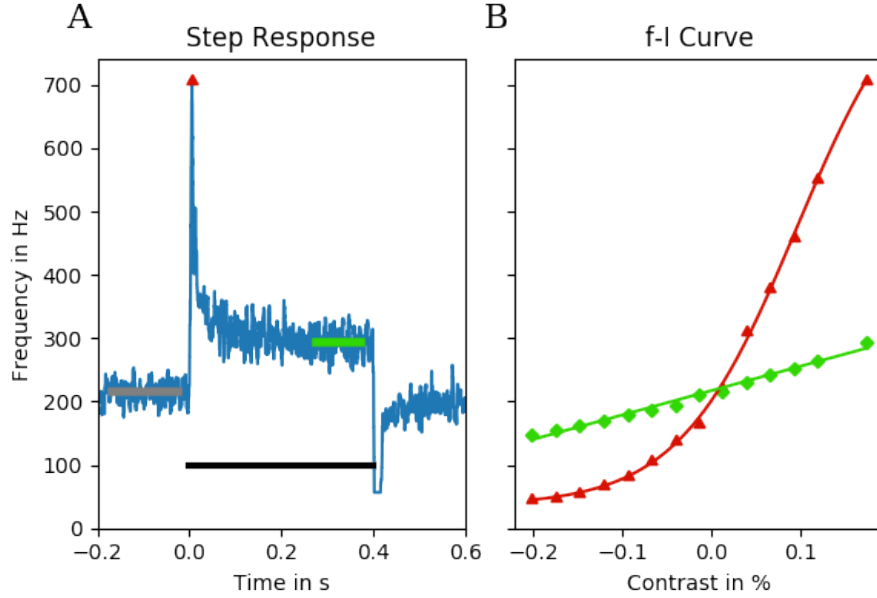 A
Step Response
700
600
500
400
300
200
100
0
Frequency in Hz
−0.2
0.0
0.2
0.4
0.6
Time in s
B
f-I Curve
−0.2
−0.1
0.0
0.1
Contrast in %